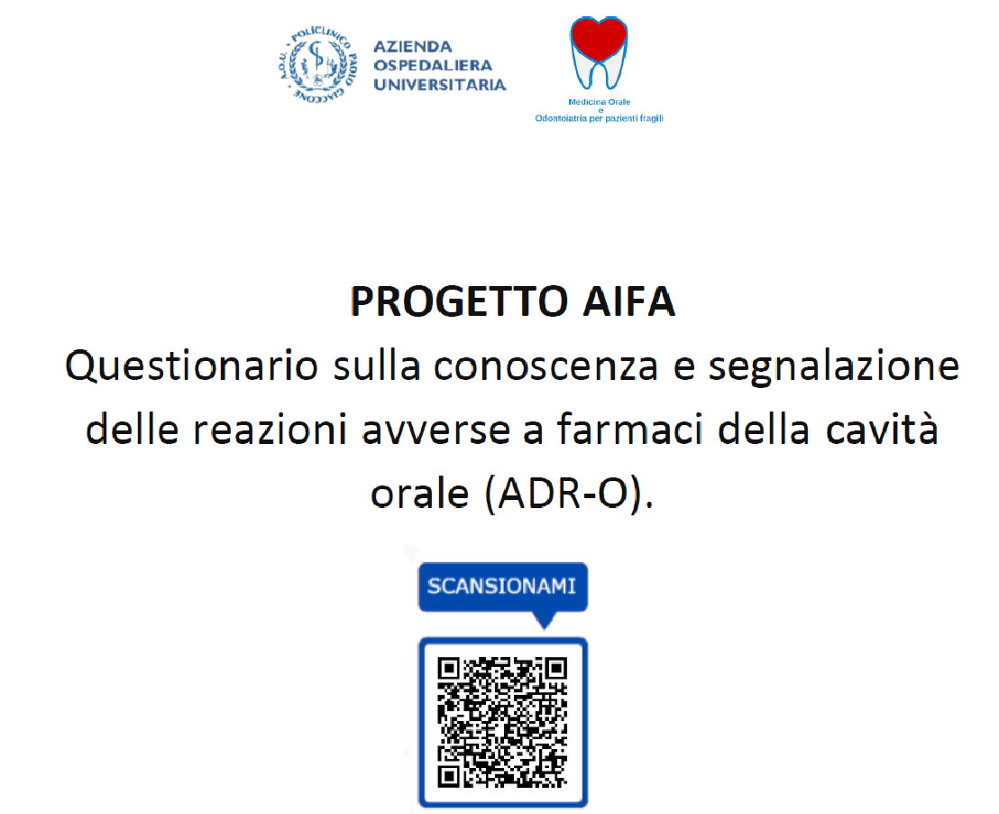 A.O.U. POLICLINICO PAOLO GIACCONE
AZIENDA
OSPEDALIERA
UNIVERSITARIA
Medicina Orale
e
Odontoiatria per pazienti fragili
PROGETTO AIFA
Questionario sulla conoscenza e segnalazione
delle reazioni avverse a farmaci della cavità
orale (ADR-O).
SCANSIONAMI